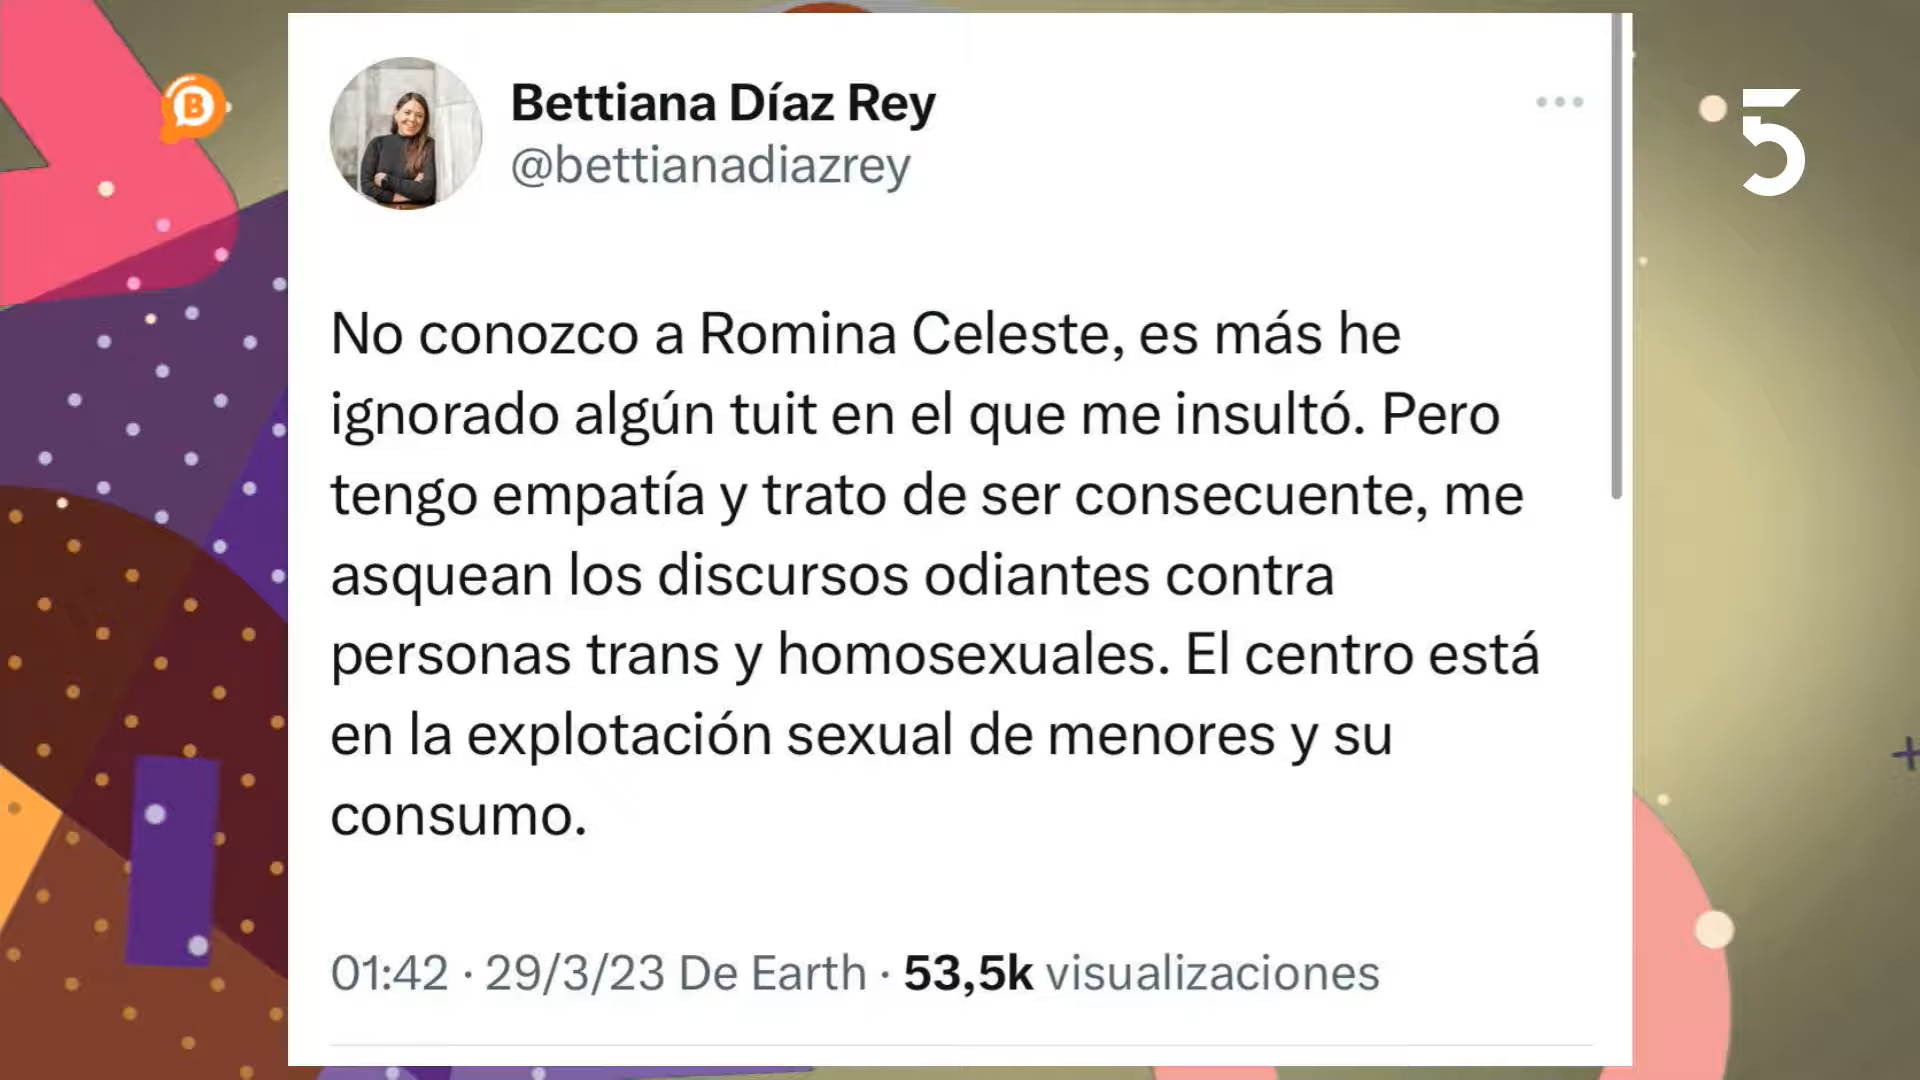 B
5
Bettiana Díaz Rey
@bettianadiazrey
No conozco a Romina Celeste, es más he
ignorado algún tuit en el que me insultó. Pero
tengo empatía y trato de ser consecuente, me
asquean los discursos odiantes contra
personas trans y homosexuales. El centro está
en la explotación sexual de menores y su
consumo.
01:42 · 29/3/23 De Earth · 53,5k visualizaciones